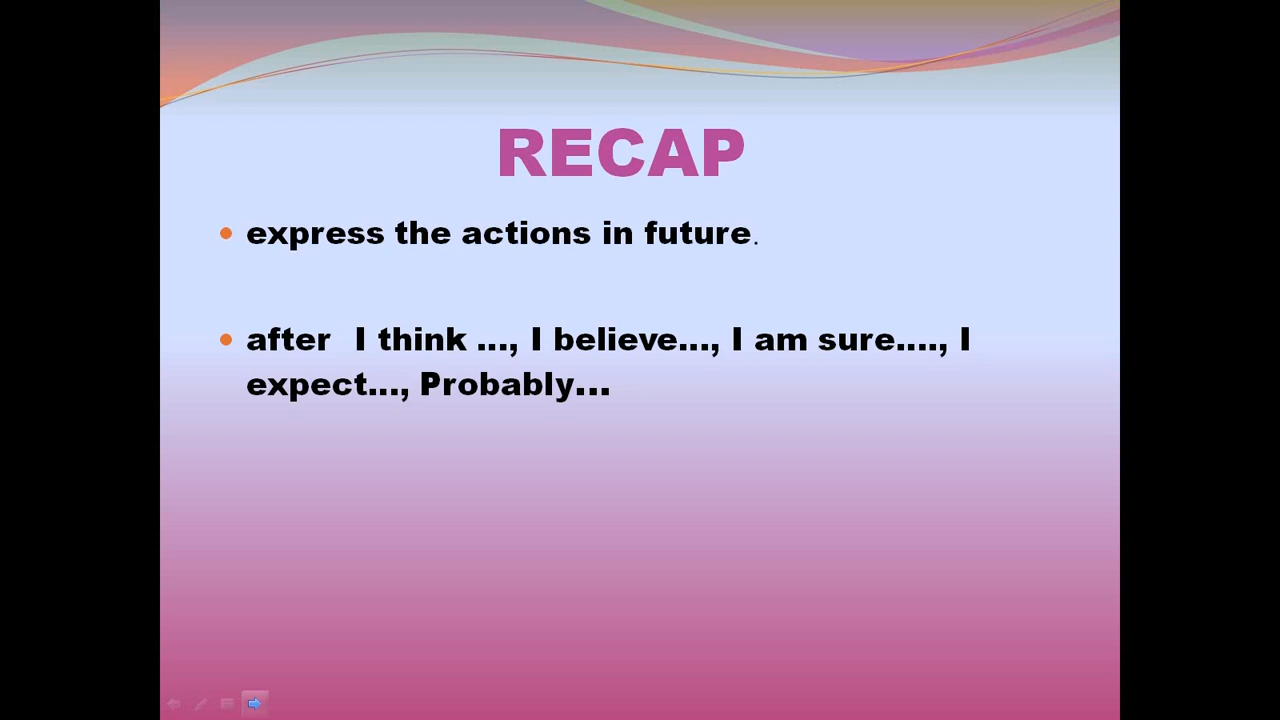 RECAP
express the actions in future.
after I think ..., I believe..., I am sure...., I
expect..., Probably...